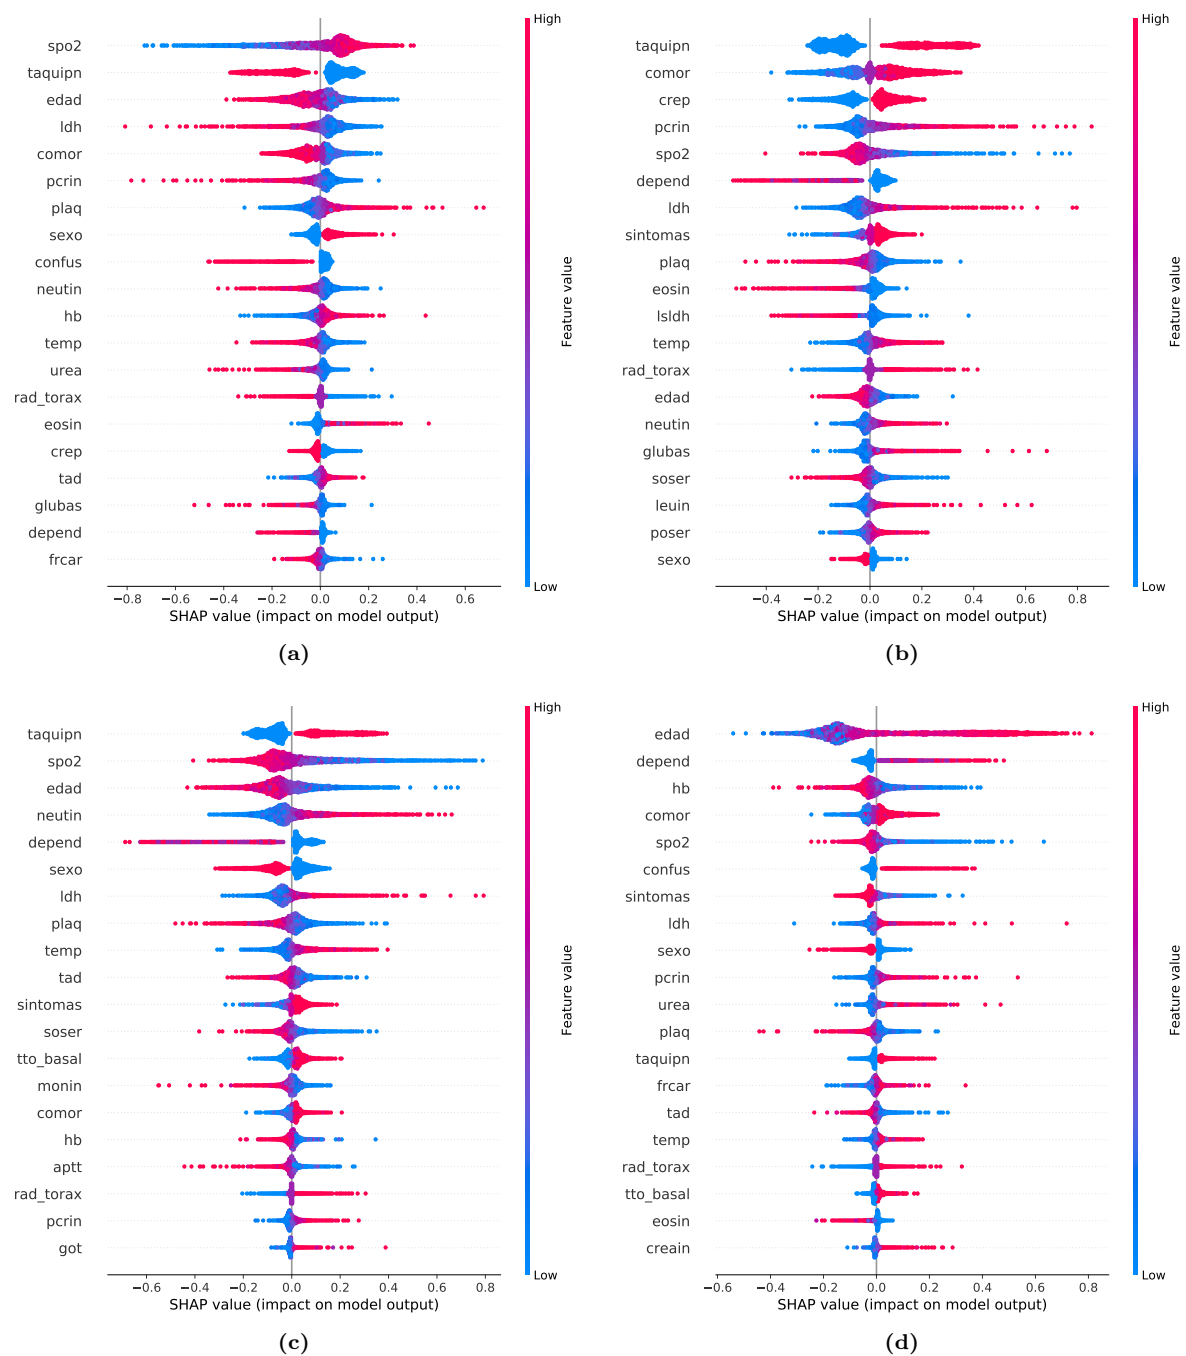 High
spo2
taquipn
edad
ldh
comor
pcrin
plaq
sexo
confus
neutin
hb
temp
urea
rad_torax
eosin
crep
tad
glubas
depend
frcar
Feature value
Low
−0.8 −0.6 −0.4 −0.2 0.0 0.2 0.4 0.6
SHAP value (impact on model output)
(a)
High
taquipn
comor
crep
pcrin
spo2
depend
ldh
sintomas
plaq
eosin
lsldh
temp
rad_torax
edad
neutin
glubas
soser
leuin
poser
sexo
Feature value
Low
−0.4 −0.2 0.0 0.2 0.4 0.6 0.8
SHAP value (impact on model output)
(b)
High
taquipn
spo2
edad
neutin
depend
sexo
ldh
plaq
temp
tad
sintomas
soser
tto_basal
monin
comor
hb
aptt
rad_torax
pcrin
got
Feature value
Low
−0.6 −0.4 −0.2 0.0 0.2 0.4 0.6 0.8
SHAP value (impact on model output)
(c)
High
edad
depend
hb
comor
spo2
confus
sintomas
ldh
sexo
pcrin
urea
plaq
taquipn
frcar
tad
temp
rad_torax
tto_basal
eosin
creain
Feature value
Low
−0.6 −0.4 −0.2 0.0 0.2 0.4 0.6 0.8
SHAP value (impact on model output)
(d)